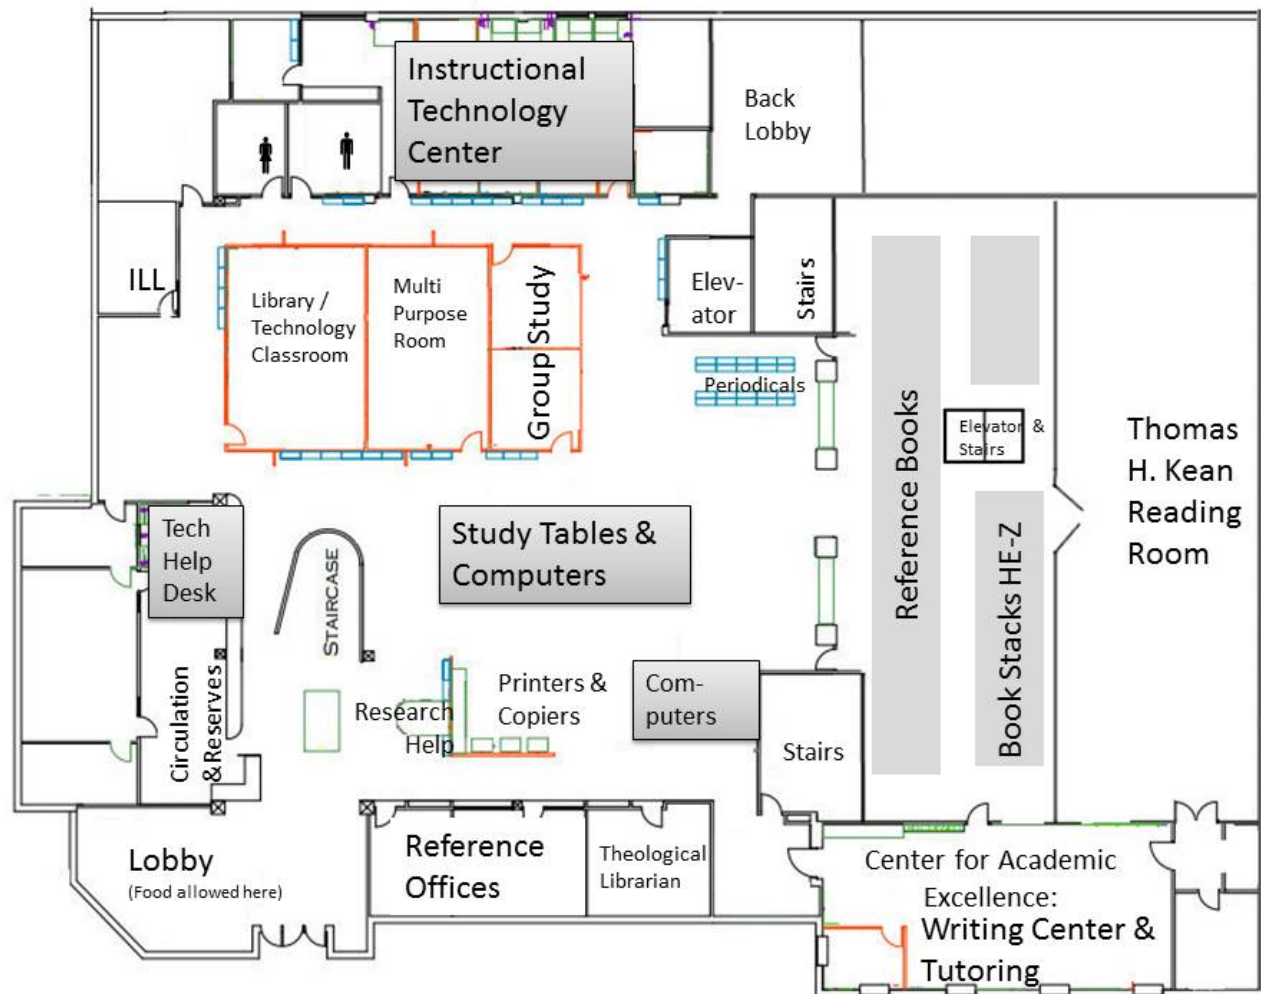 Instructional
Technology
Center
Back
Lobby
ILL
Library /
Technology
Classroom
Multi
Purpose
Room
Group Study
Elev-
ator
Stairs
Periodicals
Reference Books
Elevator &
Stairs
Thomas
H. Kean
Reading
Room
Tech
Help
Desk
STAIRCASE
Study Tables &
Computers
Book Stacks HE-Z
Circulation
&Reserves
Research
Help
Printers &
Copiers
Com-
puters
Stairs
Lobby
(Food allowed here)
Reference
Offices
Theological
Librarian
Center for Academic
Excellence:
Writing Center &
Tutoring